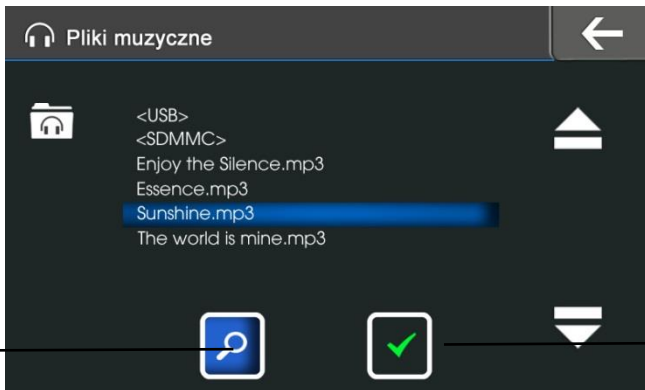 Pliki muzyczne
<USB>
<SDMMC>
Enjoy the Silence.mp3
Essence.mp3
Sunshine.mp3
The world is mine.mp3